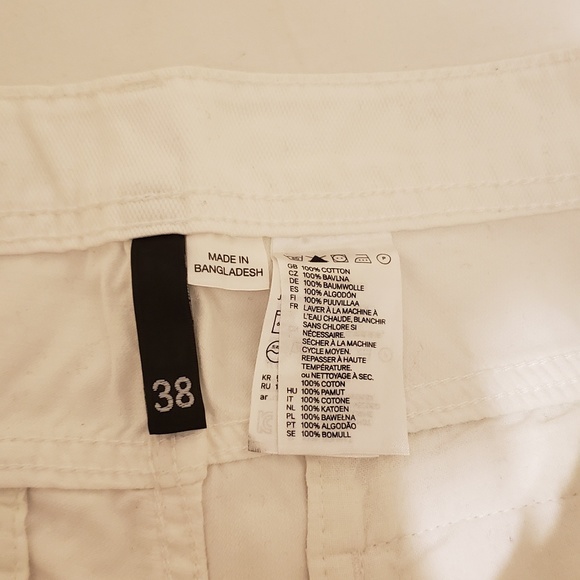 MADE IN
BANGLADESH
38
GB 100% COTTON
CZ 100% BAVLNA
DE 100% BAUMWOLLE
ES 100% ALGODÓN
FI 100% PUUVILLAA
FR LAVER À LA MACHINE À
L'EAU CHAUDE, BLANCHIR
SANS CHLORE SI
NÉCESSAIRE.
SÉCHER À LA MACHINE
CYCLE MOYEN.
REPASSER À HAUTE
TEMPÉRATURE.
ou NETTOYAGE À SEC.
100% COTON
HU 100% PAMUT
IT 100% COTONE
NL 100% KATOEN
PL 100% BAWEŁNA
PT 100% ALGODÃO
SE 100% BOMULL
KR
RU
ar